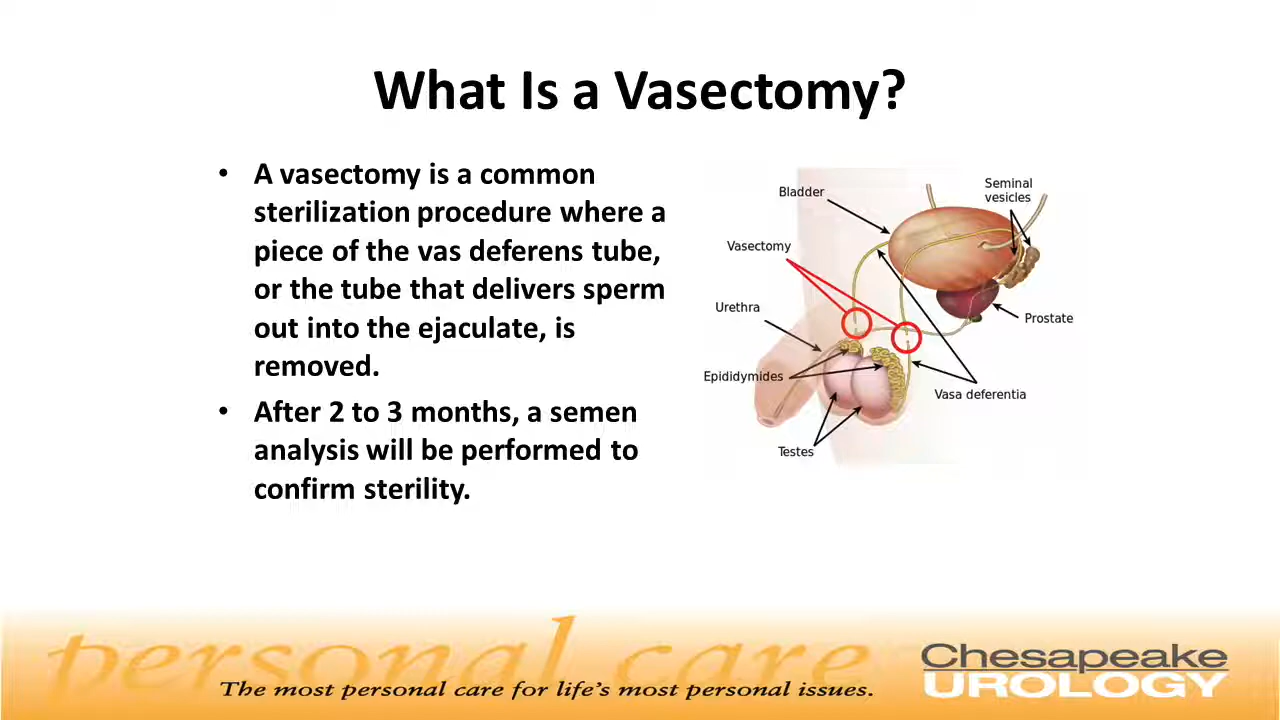 What Is a Vasectomy?
• A vasectomy is a common
sterilization procedure where a
piece of the vas deferens tube,
or the tube that delivers sperm
out into the ejaculate, is
removed.
• After 2 to 3 months, a semen
analysis will be performed to
confirm sterility.
Bladder
Seminal
vesicles
Vasectomy
Urethra
Prostate
Epididymides
Vasa deferentia
Testes
personal care
The most personal care for life's most personal issues.
Chesapeake
UROLOGY